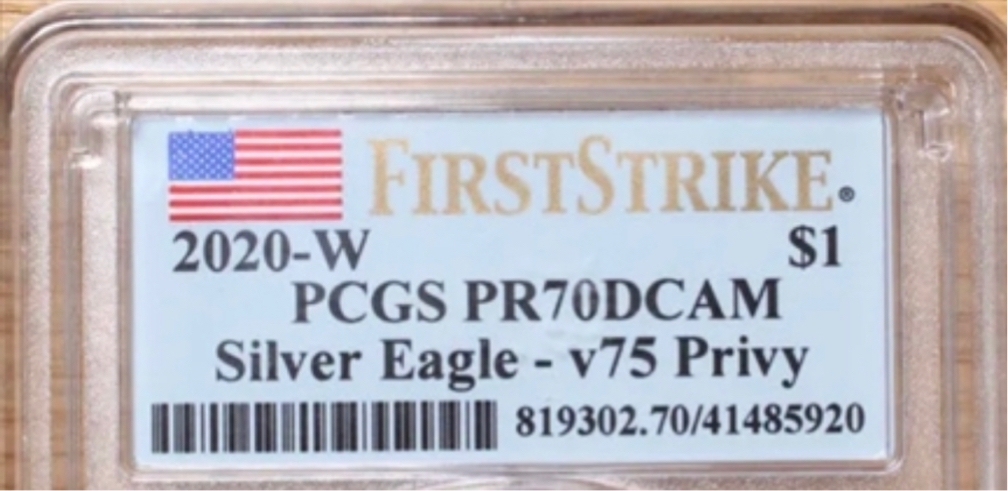 FIRSTSTRIKE®
2020-W $1
PCGS PR70DCAM
Silver Eagle - v75 Privy
819302.70/41485920